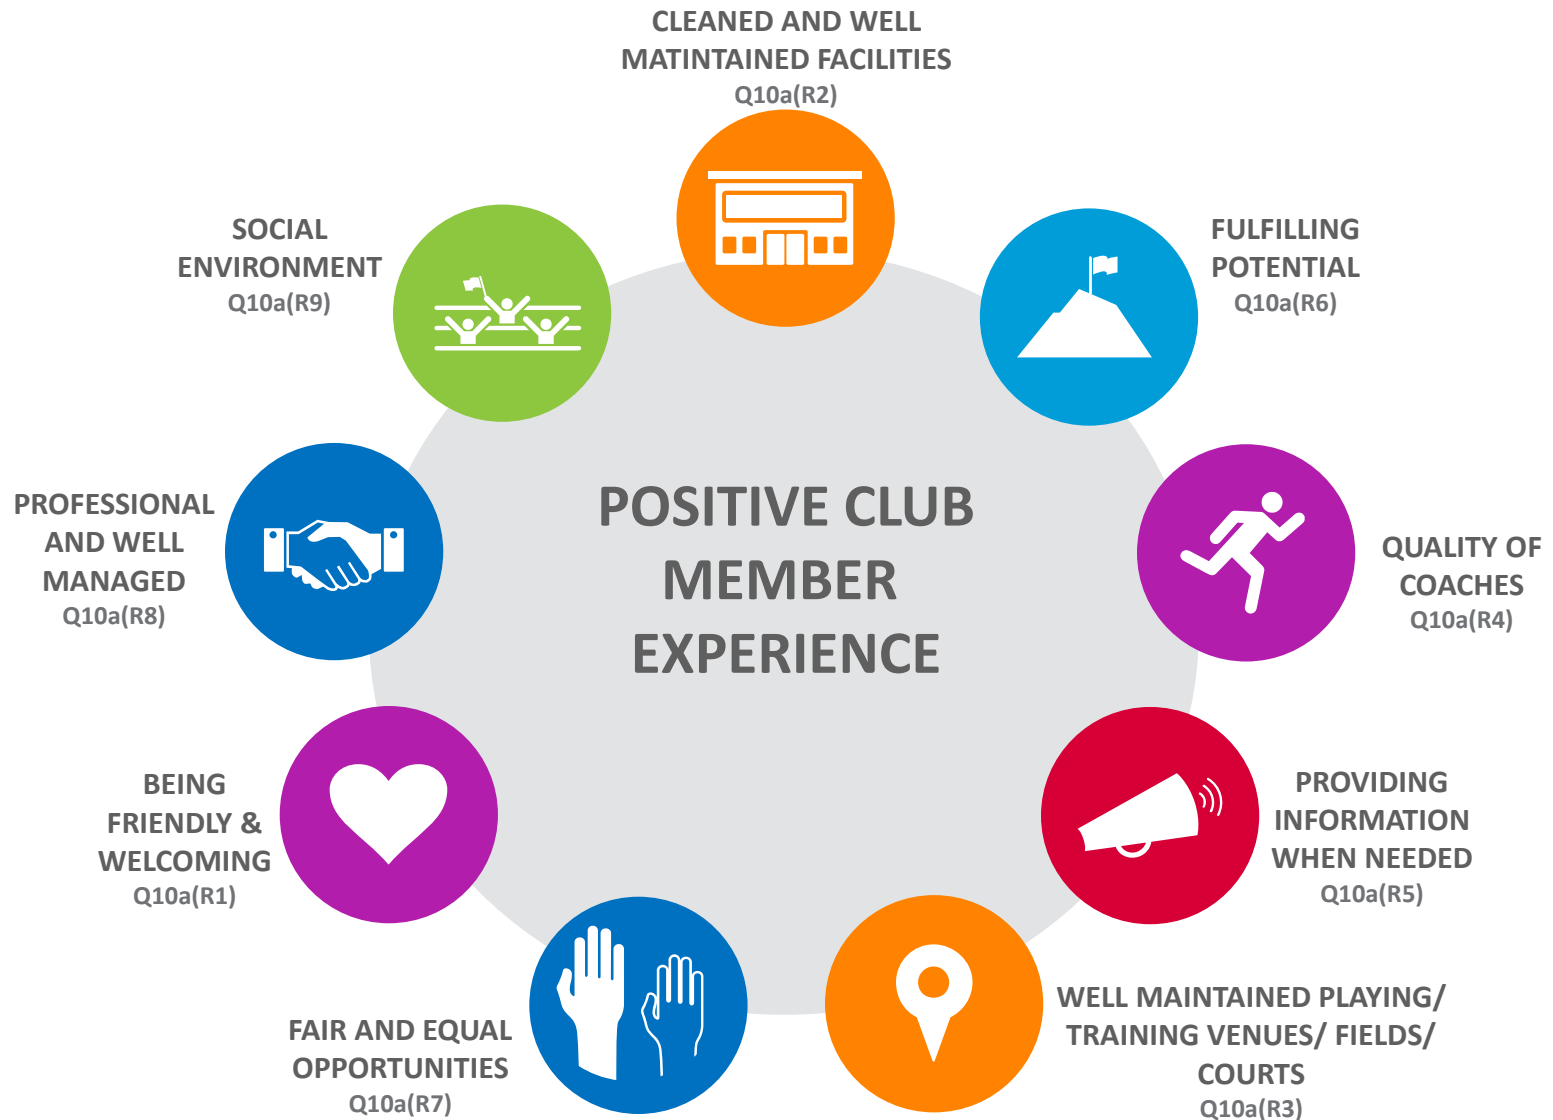 CLEANED AND WELL
MATINTAINED FACILITIES
Q10a(R2)
SOCIAL
ENVIRONMENT
Q10a(R9)
FULFILLING
POTENTIAL
Q10a(R6)
PROFESSIONAL
AND WELL
MANAGED
Q10a(R8)
POSITIVE CLUB
MEMBER
EXPERIENCE
QUALITY OF
COACHES
Q10a(R4)
BEING
FRIENDLY &
WELCOMING
Q10a(R1)
PROVIDING
INFORMATION
WHEN NEEDED
Q10a(R5)
FAIR AND EQUAL
OPPORTUNITIES
Q10a(R7)
WELL MAINTAINED PLAYING/
TRAINING VENUES/ FIELDS/
COURTS
Q10a(R3)